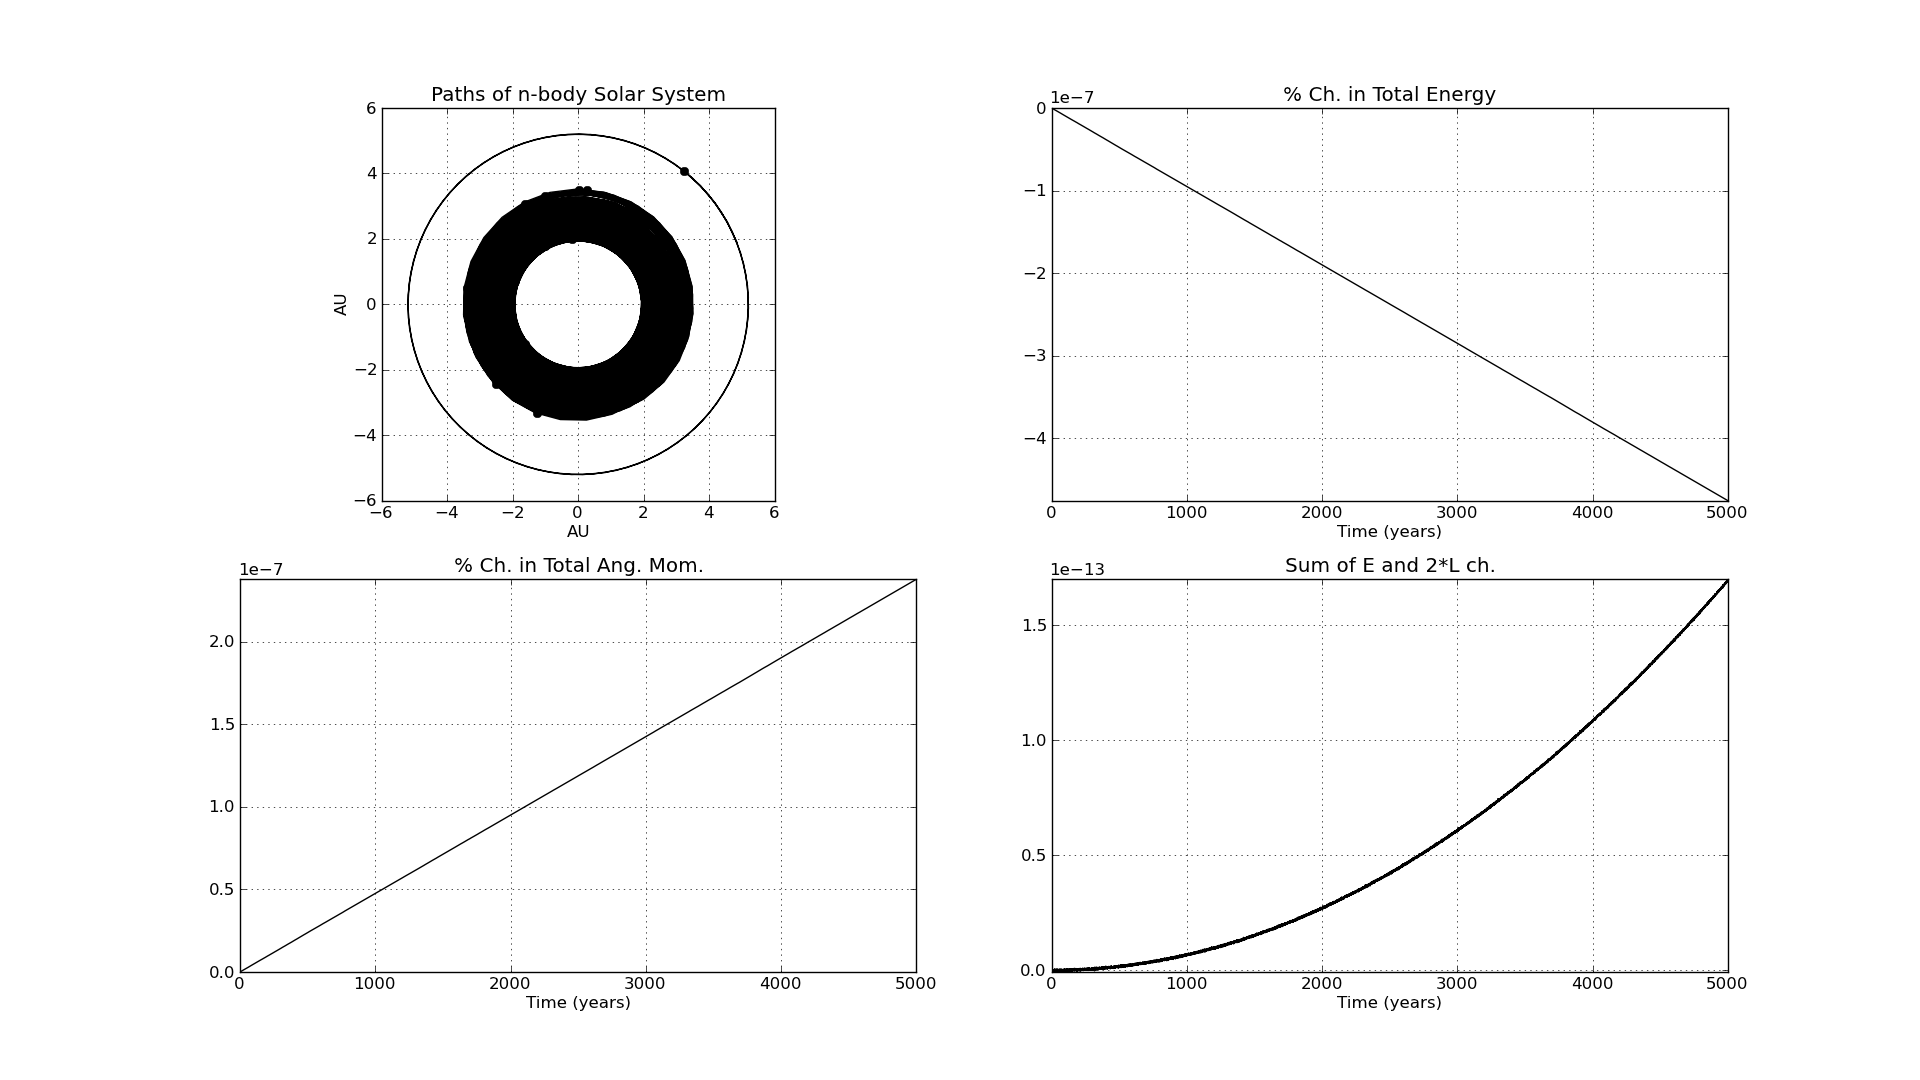 Paths of n-body Solar System
6
4
2
0
−2
−4
−6
−6 −4 −2 0 2 4 6
AU
AU
% Ch. in Total Energy
1e−7
0
−1
−2
−3
−4
0 1000 2000 3000 4000 5000
Time (years)
% Ch. in Total Ang. Mom.
1e−7
2.0
1.5
1.0
0.5
0.0
0 1000 2000 3000 4000 5000
Time (years)
Sum of E and 2*L ch.
1e−13
1.5
1.0
0.5
0.0
0 1000 2000 3000 4000 5000
Time (years)